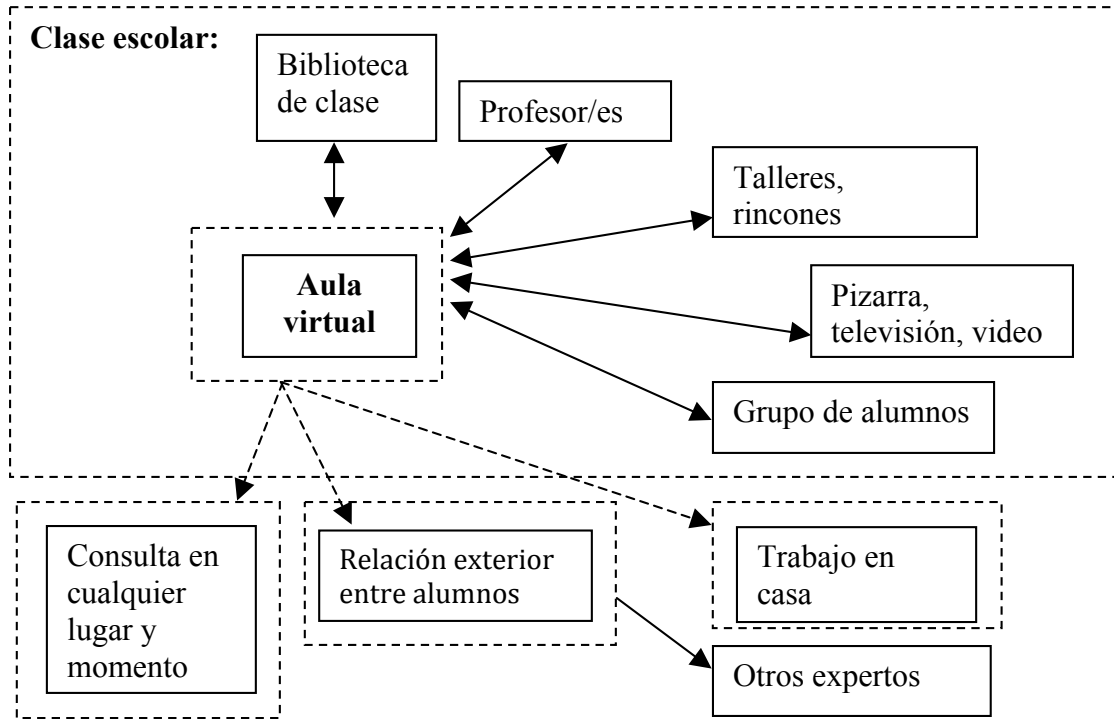 Clase escolar:
Biblioteca
de clase
Profesor/es
Talleres,
rincones
Aula
virtual
Pizarra,
televisión, video
Grupo de alumnos
Consulta en
cualquier
lugar y
momento
Relación exterior
entre alumnos
Trabajo en
casa
Otros expertos